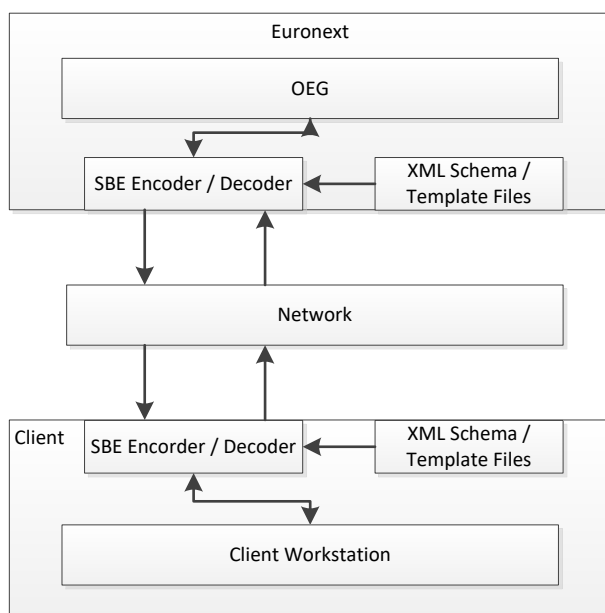 Euronext
OEG
SBE Encoder / Decoder
XML Schema /
Template Files
Network
Client
SBE Encorder / Decoder
XML Schema /
Template Files
Client Workstation